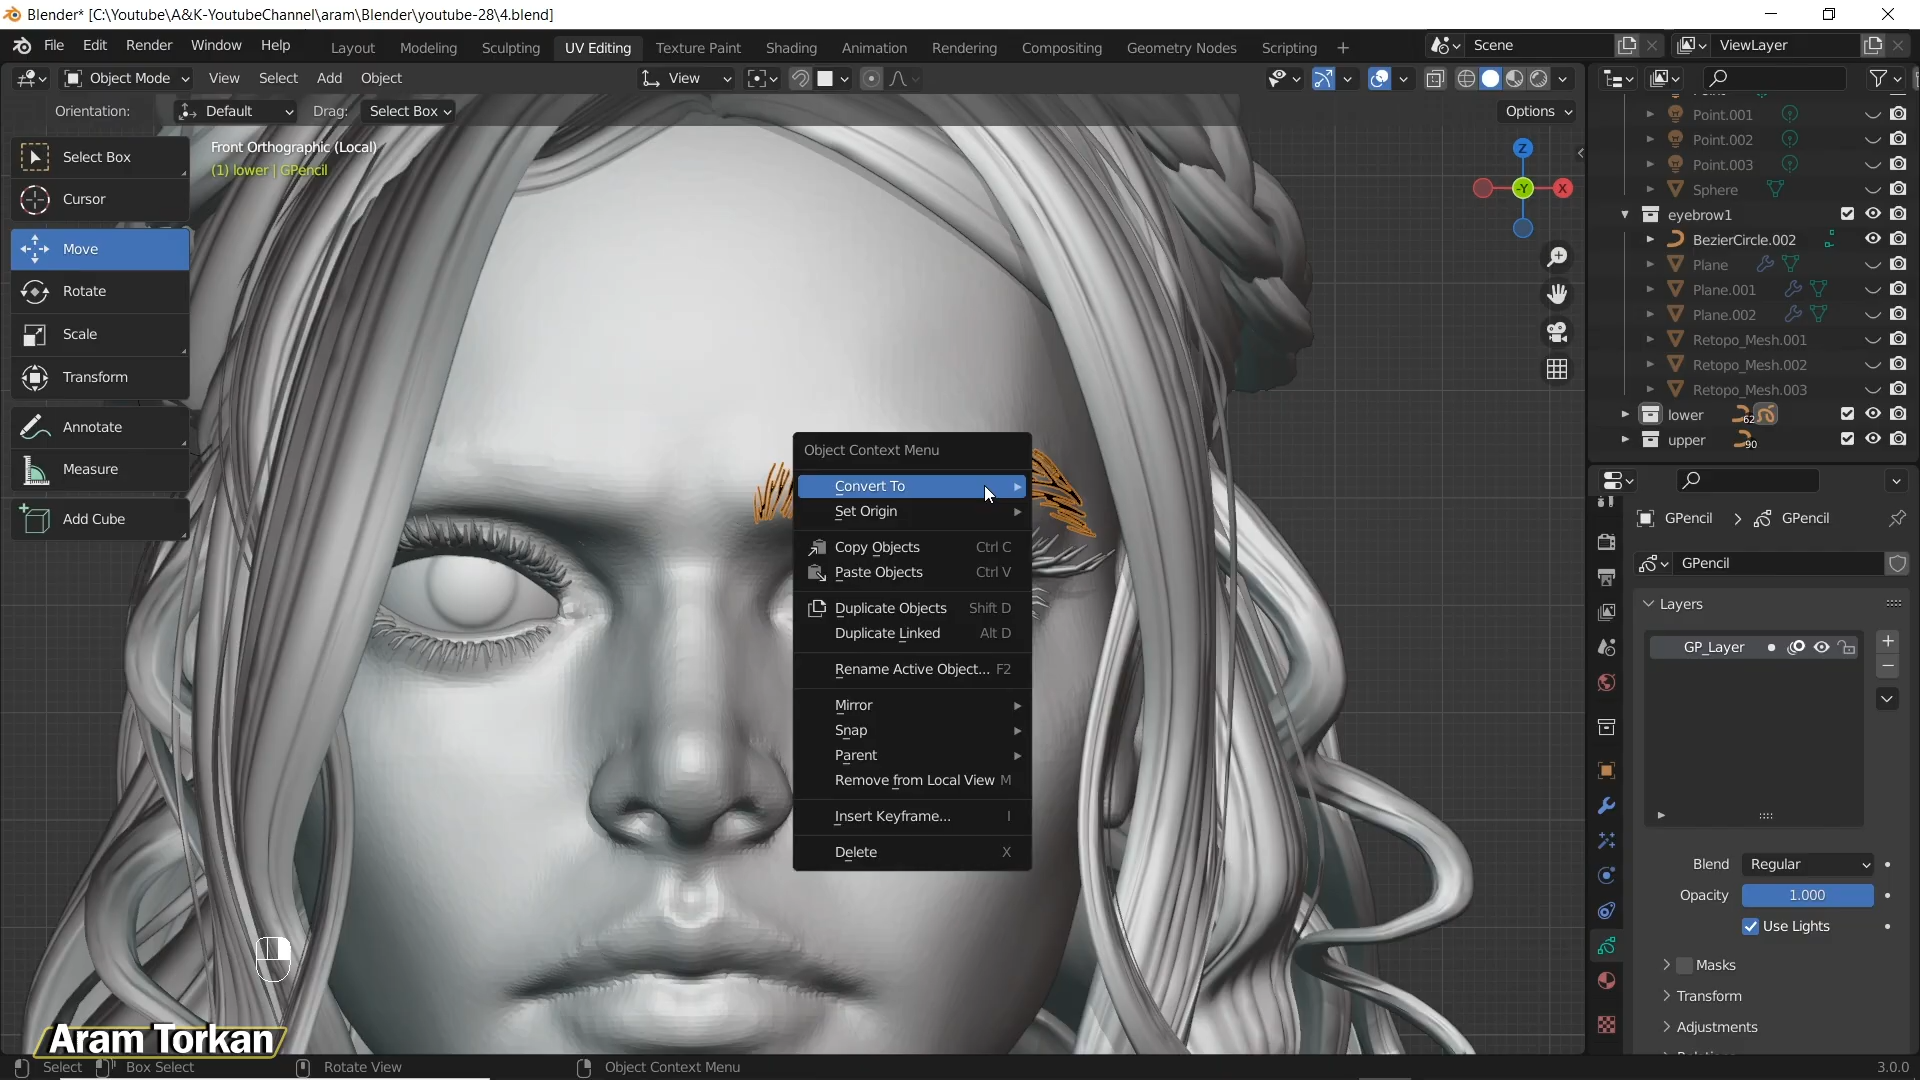 Blender* [C:\Youtube\A&K-YoutubeChannel\aram\Blender\youtube-28\4.blend]
File Edit Render Window Help Layout Modeling Sculpting UV Editing Texture Paint Shading Animation Rendering Compositing Geometry Nodes Scripting + Scene ViewLayer
Object Mode View Select Add Object View
Orientation: Default Drag: Select Box Options
Front Orthographic (Local)
(1) lower | GPencil
Select Box
Cursor
Move
Rotate
Scale
Transform
Annotate
Measure
Add Cube
Z
-Y
X
Object Context Menu
Convert To
Set Origin
Copy Objects Ctrl C
Paste Objects Ctrl V
Duplicate Objects Shift D
Duplicate Linked Alt D
Rename Active Object... F2
Mirror
Snap
Parent
Remove from Local View M
Insert Keyframe... I
Delete X
Point.001
Point.002
Point.003
Sphere
eyebrow1
BezierCircle.002
Plane
Plane.001
Plane.002
Retopo_Mesh.001
Retopo_Mesh.002
Retopo_Mesh.003
lower 62
upper 90
GPencil > GPencil
GPencil
Layers
GP_Layer
Blend Regular
Opacity 1.000
Use Lights
Masks
Transform
Adjustments
Aram Torkan
Select Box Select Rotate View Object Context Menu 3.0.0